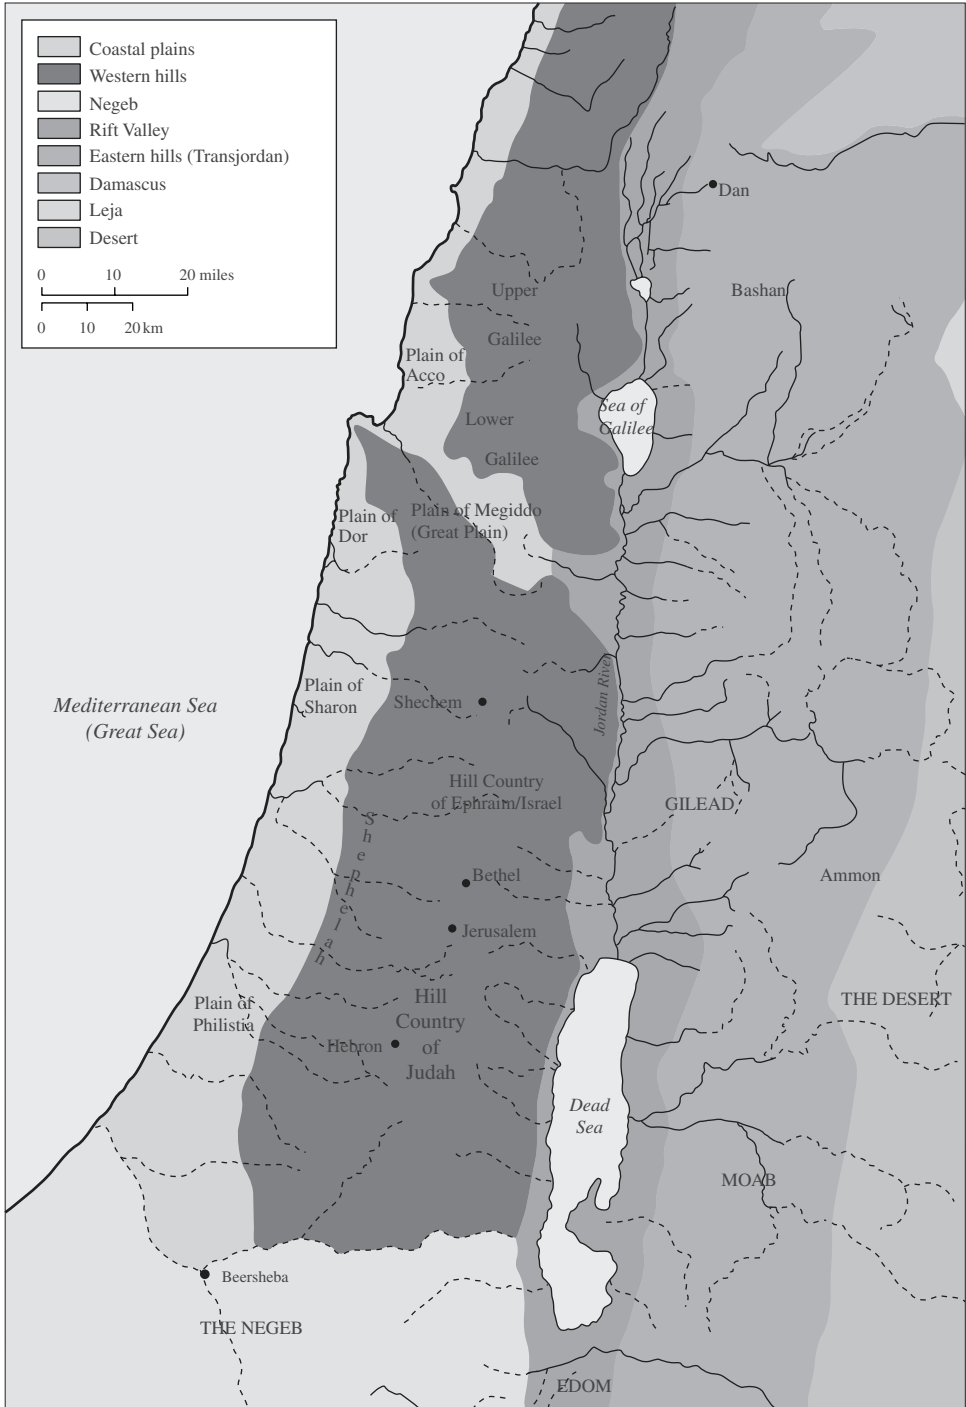 Coastal plains
Western hills
Negeb
Rift Valley
Eastern hills (Transjordan)
Damascus
Leja
Desert
0 10 20 miles
0 10 20 km
Dan
Upper
Bashan
Galilee
Plain of
Acco
Lower
Sea of
Galilee
Galilee
Plain of
Dor
Plain of Megiddo
(Great Plain)
Jordan River
Plain of
Sharon
Mediterranean Sea
(Great Sea)
Shechem
Hill Country
of Ephraim/Israel
GILEAD
Shephelah
Bethel
Ammon
Jerusalem
Plain of
Philistia
Hill
Country
of
Judah
THE DESERT
Hebron
Dead
Sea
MOAB
Beersheba
THE NEGEB
EDOM